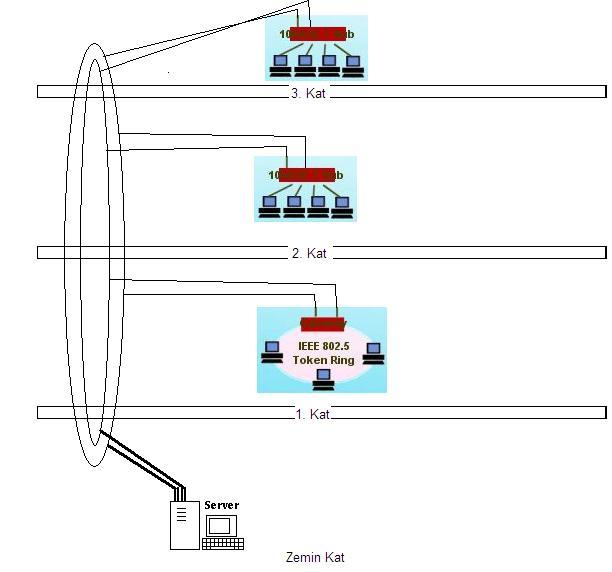 3. Kat
2. Kat
IEEE 802.5
Token Ring
1. Kat
Server
Zemin Kat